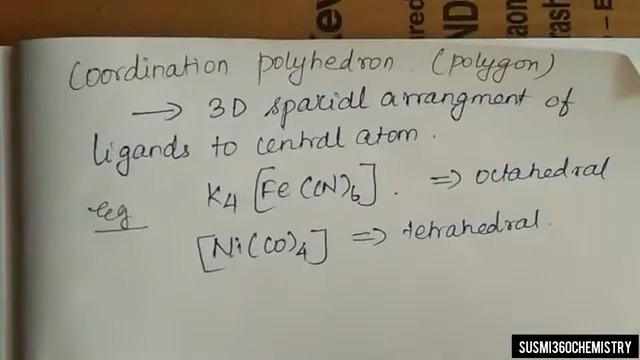 Coordination polyhedron. (polygon)
→ 3D spaxidl arrangment of
ligands to central atom.
eg K4 [Fe(CN)6]. ⇒ octahedral
[Ni(CO)4] ⇒ tetrahedral.
SUSMI360CHEMISTRY